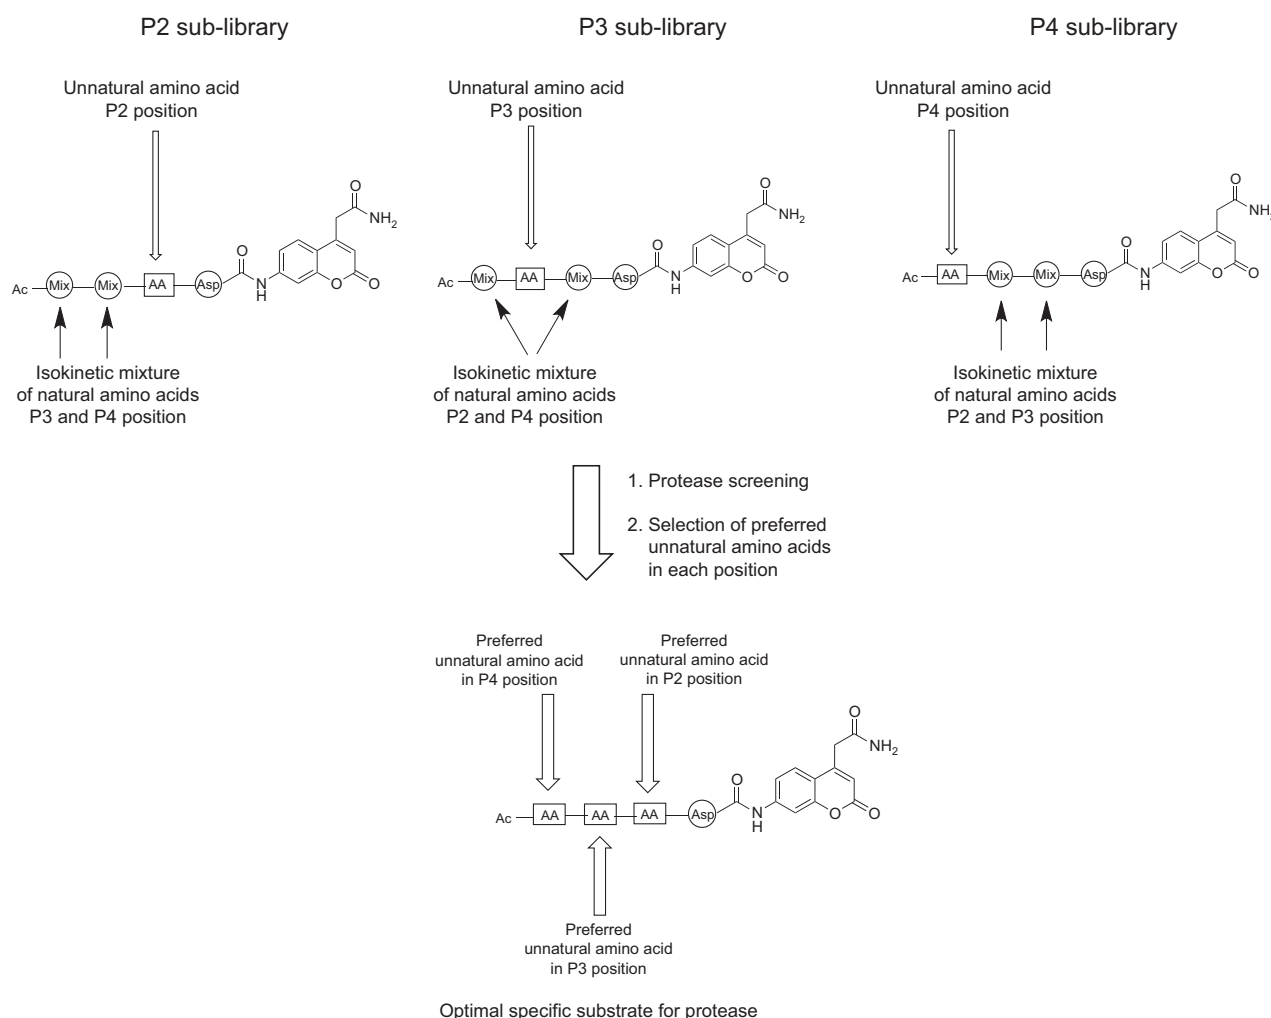 P2 sub-library
P3 sub-library
P4 sub-library
Unnatural amino acid
P2 position
Unnatural amino acid
P3 position
Unnatural amino acid
P4 position
Ac Mix Mix AA Asp O N H O NH2 O O
Ac Mix AA Mix Asp O N H O NH2 O O
Ac AA Mix Mix Asp O N H O NH2 O O
Isokinetic mixture
of natural amino acids
P3 and P4 position
Isokinetic mixture
of natural amino acids
P2 and P4 position
Isokinetic mixture
of natural amino acids
P2 and P3 position
1. Protease screening
2. Selection of preferred
unnatural amino acids
in each position
Preferred
unnatural amino acid
in P4 position
Preferred
unnatural amino acid
in P2 position
Ac AA AA AA Asp O N H O NH2 O O
Preferred
unnatural amino acid
in P3 position
Optimal specific substrate for protease